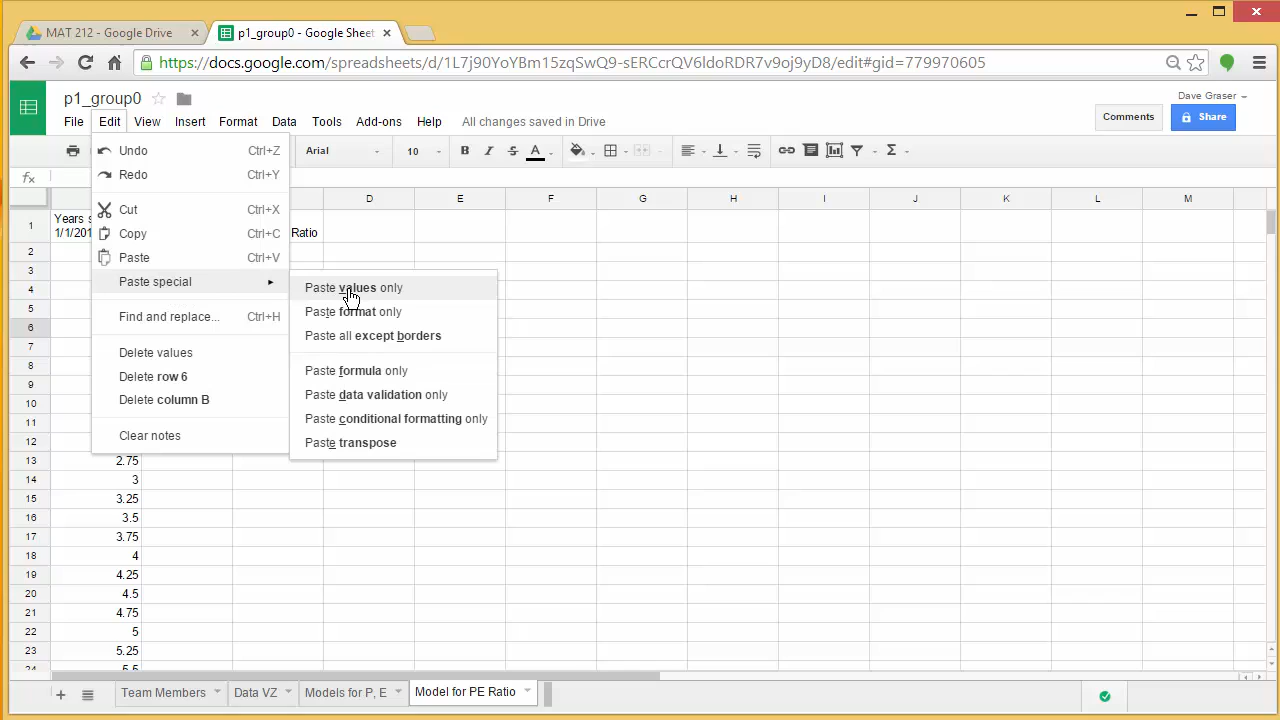 MAT 212 - Google Drive ×
p1_group0 - Google Sheet ×
https://docs.google.com/spreadsheets/d/1L7j90YoYBm15zqSwQ9-sERCcrQV6ldoRDR7v9oj9yD8/edit#gid=779970605
p1_group0
Dave Graser
File Edit View Insert Format Data Tools Add-ons Help All changes saved in Drive
Comments
Share
Arial 10 B I S A Σ
fx
D E F G H I J K L M
1
Years
1/1/201
Ratio
Undo Ctrl+Z
Redo Ctrl+Y
Cut Ctrl+X
Copy Ctrl+C
Paste Ctrl+V
Paste special
Find and replace... Ctrl+H
Delete values
Delete row 6
Delete column B
Clear notes
Paste values only
Paste format only
Paste all except borders
Paste formula only
Paste data validation only
Paste conditional formatting only
Paste transpose
2
3
4
5
6
7
8
9
10
11
12
13 2.75
14 3
15 3.25
16 3.5
17 3.75
18 4
19 4.25
20 4.5
21 4.75
22 5
23 5.25
24 5.5
+ Team Members Data VZ Models for P, E Model for PE Ratio